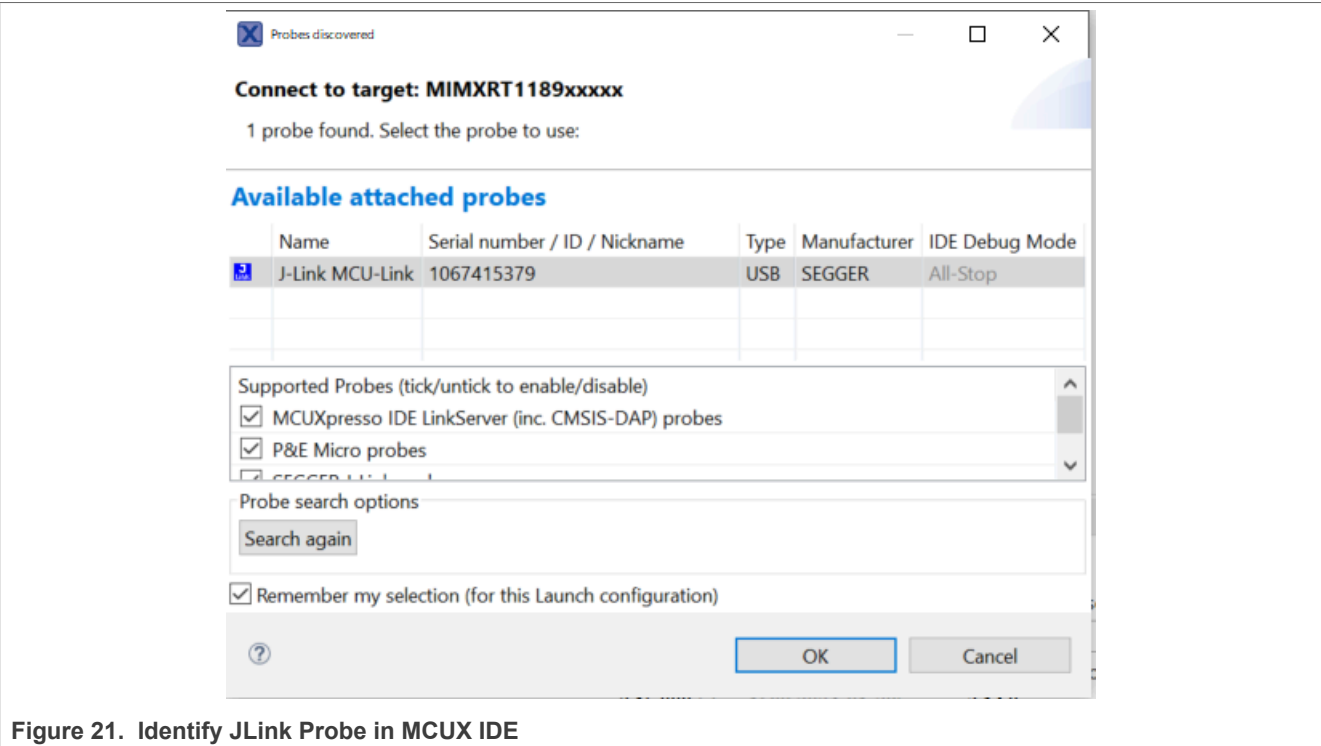 Probes discovered
Connect to target: MIMXRT1189xxxxx
1 probe found. Select the probe to use:
Available attached probes
Name Serial number / ID / Nickname Type Manufacturer IDE Debug Mode
J-Link MCU-Link 1067415379 USB SEGGER All-Stop
Supported Probes (tick/untick to enable/disable)
MCUXpresso IDE LinkServer (inc. CMSIS-DAP) probes
P&E Micro probes
Probe search options
Search again
Remember my selection (for this Launch configuration)
OK Cancel
Figure 21. Identify JLink Probe in MCUX IDE